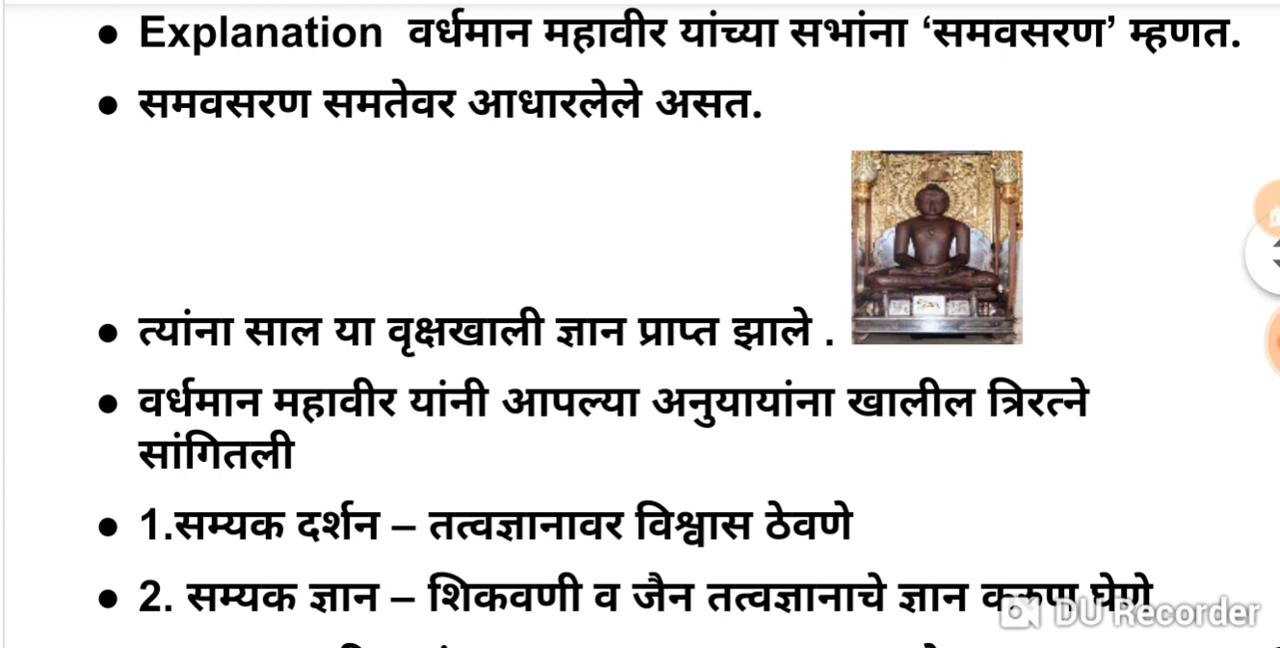 ● Explanation वर्धमान महावीर यांच्या सभांना ‘समवसरण’ म्हणत.
● समवसरण समतेवर आधारलेले असत.
● त्यांना साल या वृक्षखाली ज्ञान प्राप्त झाले .
● वर्धमान महावीर यांनी आपल्या अनुयायांना खालील त्रिरत्ने
सांगितली
● 1.सम्यक दर्शन – तत्वज्ञानावर विश्वास ठेवणे
● 2. सम्यक ज्ञान – शिकवणी व जैन तत्वज्ञानाचे ज्ञान करुण घेणे
DU Recorder